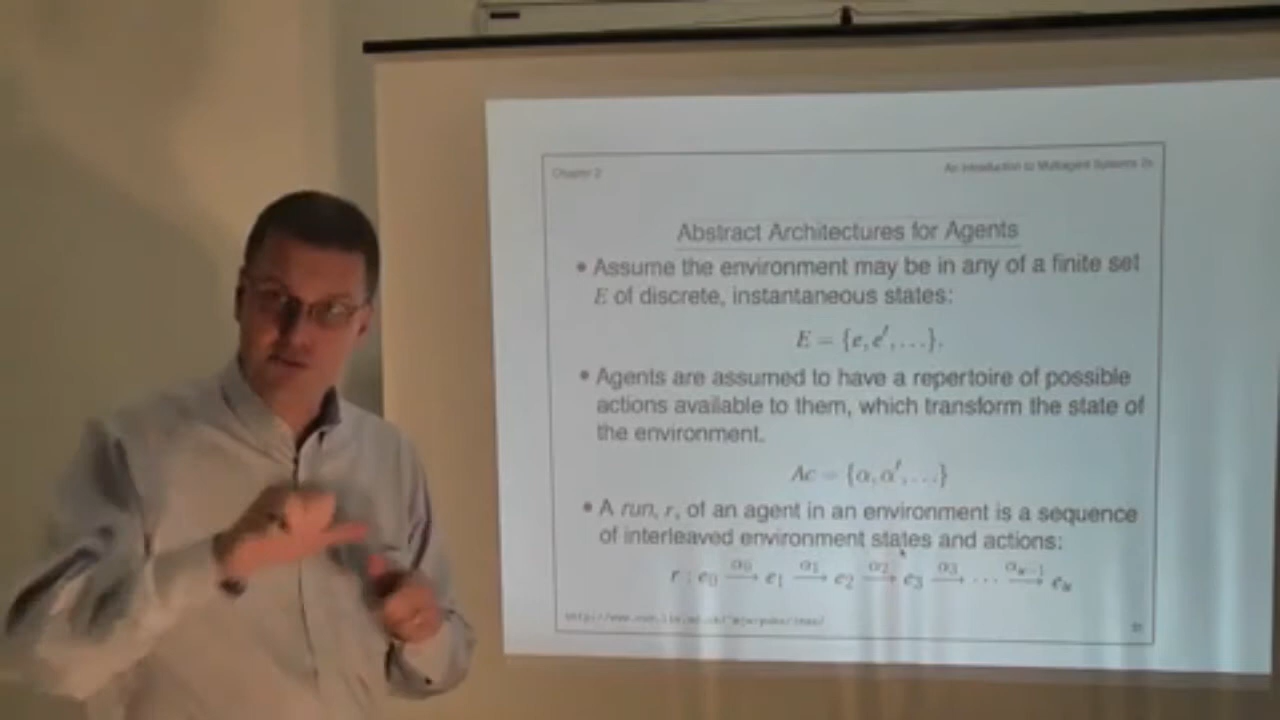 Chapter 2
An Introduction to Multiagent Systems 2e
Abstract Architectures for Agents
• Assume the environment may be in any of a finite set
E of discrete, instantaneous states:
E = {e, e′, . . .}.
• Agents are assumed to have a repertoire of possible
actions available to them, which transform the state of
the environment.
Ac = {α, α′, . . .}
• A run, r, of an agent in an environment is a sequence
of interleaved environment states and actions:
r : e₀ —α₀→ e₁ —α₁→ e₂ —α₂→ e₃ —α₃→ ··· —αᵤ₋₁→ eᵤ